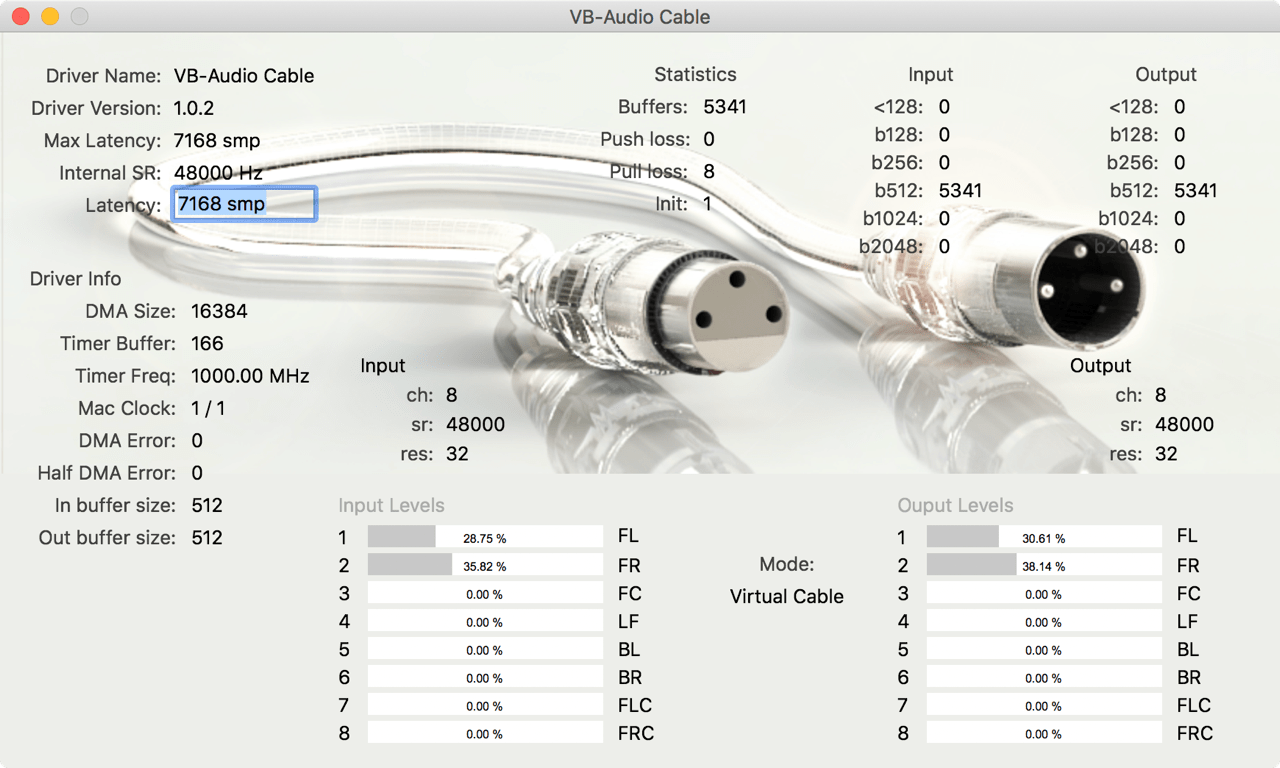 VB-Audio Cable
Driver Name: VB-Audio Cable
Driver Version: 1.0.2
Max Latency: 7168 smp
Internal SR: 48000 Hz
Latency: 7168 smp
Statistics
Buffers: 5341
Push loss: 0
Pull loss: 8
Init: 1
Input
<128: 0
b128: 0
b256: 0
b512: 5341
b1024: 0
b2048: 0
Output
<128: 0
b128: 0
b256: 0
b512: 5341
b1024: 0
b2048: 0
Driver Info
DMA Size: 16384
Timer Buffer: 166
Timer Freq: 1000.00 MHz
Mac Clock: 1 / 1
DMA Error: 0
Half DMA Error: 0
In buffer size: 512
Out buffer size: 512
Input
ch: 8
sr: 48000
res: 32
Output
ch: 8
sr: 48000
res: 32
Input Levels
1 28.75 % FL
2 35.82 % FR
3 0.00 % FC
4 0.00 % LF
5 0.00 % BL
6 0.00 % BR
7 0.00 % FLC
8 0.00 % FRC
Mode:
Virtual Cable
Ouput Levels
1 30.61 % FL
2 38.14 % FR
3 0.00 % FC
4 0.00 % LF
5 0.00 % BL
6 0.00 % BR
7 0.00 % FLC
8 0.00 % FRC